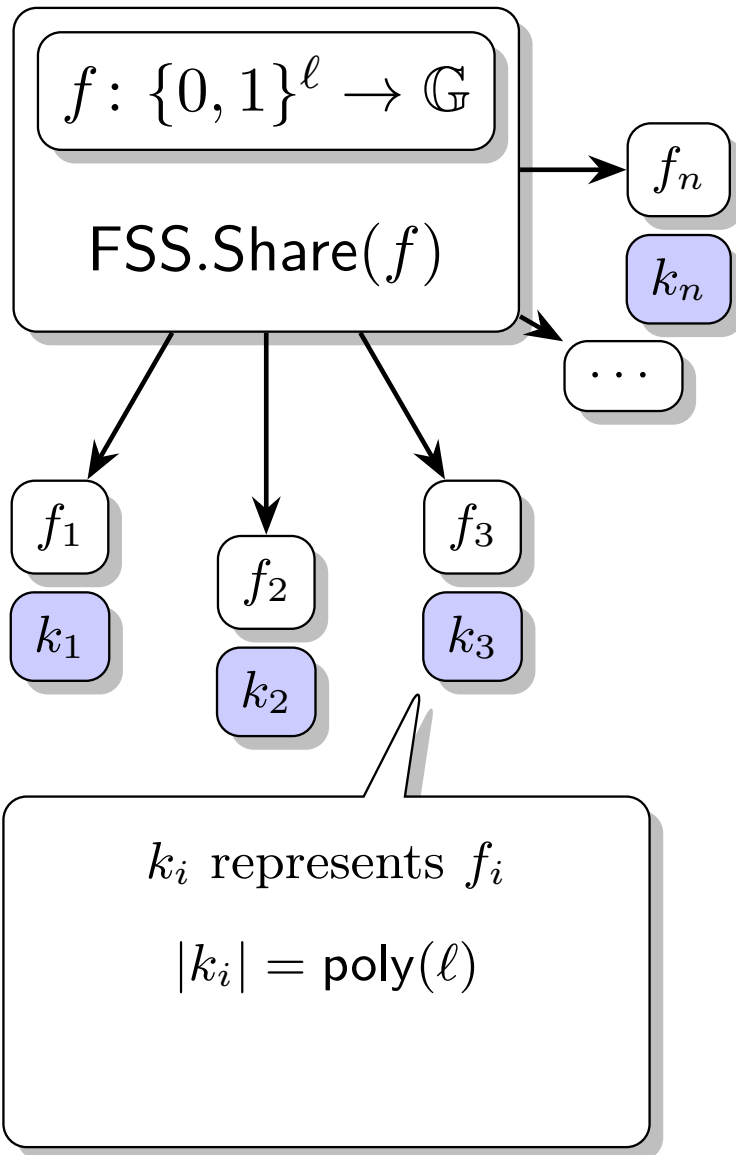 f : {0, 1}^ℓ → 𝔾
FSS.Share(f)
f_n
k_n
···
f_1
k_1
f_2
k_2
f_3
k_3
k_i represents f_i
|k_i| = poly(ℓ)